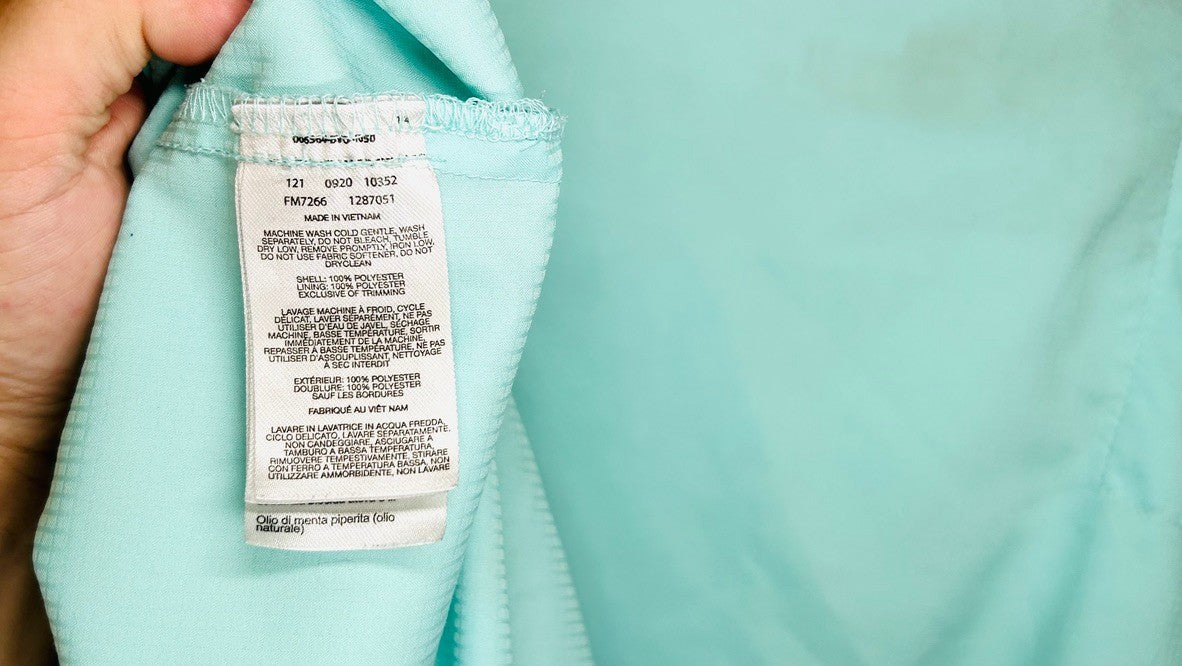 14
121 0920 10352
FM7266 1287051
MADE IN VIETNAM
MACHINE WASH COLD GENTLE, WASH
SEPARATELY, DO NOT BLEACH, TUMBLE
DRY LOW, REMOVE PROMPTLY, IRON LOW,
DO NOT USE FABRIC SOFTENER, DO NOT
DRYCLEAN
SHELL: 100% POLYESTER
LINING: 100% POLYESTER
EXCLUSIVE OF TRIMMING
LAVAGE MACHINE À FROID, CYCLE
DÉLICAT, LAVER SÉPARÉMENT, NE PAS
UTILISER D'EAU DE JAVEL, SÉCHAGE
MACHINE, BASSE TEMPÉRATURE, SORTIR
IMMÉDIATEMENT DE LA MACHINE,
REPASSER À BASSE TEMPÉRATURE, NE PAS
UTILISER D'ASSOUPLISSANT, NETTOYAGE
À SEC INTERDIT
EXTÉRIEUR: 100% POLYESTER
DOUBLURE: 100% POLYESTER
SAUF LES BORDURES
FABRIQUÉ AU VIÊT NAM
LAVARE IN LAVATRICE IN ACQUA FREDDA,
CICLO DELICATO, LAVARE SEPARATAMENTE,
NON CANDEGGIARE, ASCIUGARE A
TAMBURO A BASSA TEMPERATURA,
RIMUOVERE TEMPESTIVAMENTE, STIRARE
CON FERRO A TEMPERATURA BASSA, NON
UTILIZZARE AMMORBIDENTE, NON LAVARE
Olio di menta piperita (olio
naturale)